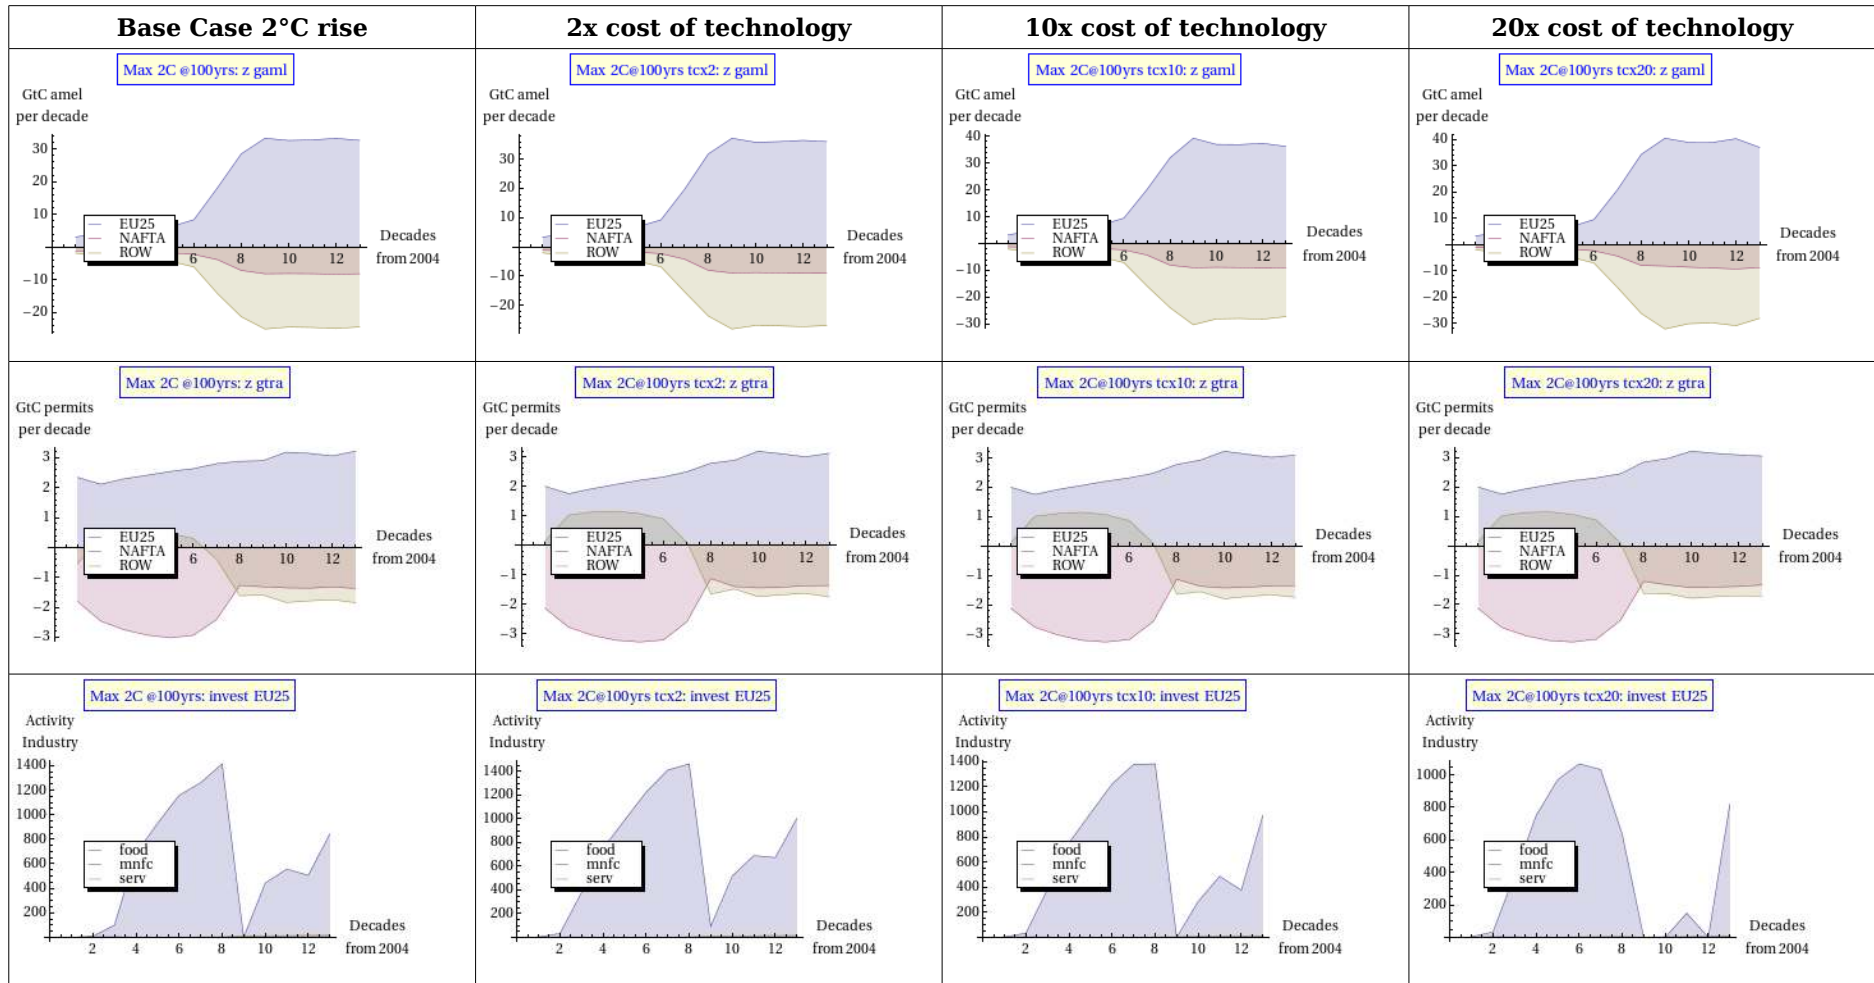 Base Case 2°C rise
2x cost of technology
10x cost of technology
20x cost of technology
Max 2C @100yrs: z gaml
GtC amel
per decade
30
20
10
−10
−20
EU25
NAFTA
ROW
6 8 10 12
Decades
from 2004
Max 2C@100yrs tcx2: z gaml
GtC amel
per decade
30
20
10
−10
−20
EU25
NAFTA
ROW
6 8 10 12
Decades
from 2004
Max 2C@100yrs tcx10: z gaml
GtC amel
per decade
40
30
20
10
−10
−20
−30
EU25
NAFTA
ROW
6 8 10 12
Decades
from 2004
Max 2C@100yrs tcx20: z gaml
GtC amel
per decade
40
30
20
10
−10
−20
−30
EU25
NAFTA
ROW
6 8 10 12
Decades
from 2004
Max 2C @100yrs: z gtra
GtC permits
per decade
3
2
1
−1
−2
−3
EU25
NAFTA
ROW
6 8 10 12
Decades
from 2004
Max 2C@100yrs tcx2: z gtra
GtC permits
per decade
3
2
1
−1
−2
−3
EU25
NAFTA
ROW
6 8 10 12
Decades
from 2004
Max 2C@100yrs tcx10: z gtra
GtC permits
per decade
3
2
1
−1
−2
−3
EU25
NAFTA
ROW
6 8 10 12
Decades
from 2004
Max 2C@100yrs tcx20: z gtra
GtC permits
per decade
3
2
1
−1
−2
−3
EU25
NAFTA
ROW
6 8 10 12
Decades
from 2004
Max 2C @100yrs: invest EU25
Activity
Industry
1400
1200
1000
800
600
400
200
food
mnfc
serv
2 4 6 8 10 12
Decades
from 2004
Max 2C@100yrs tcx2: invest EU25
Activity
Industry
1400
1200
1000
800
600
400
200
food
mnfc
serv
2 4 6 8 10 12
Decades
from 2004
Max 2C@100yrs tcx10: invest EU25
Activity
Industry
1400
1200
1000
800
600
400
200
food
mnfc
serv
2 4 6 8 10 12
Decades
from 2004
Max 2C@100yrs tcx20: invest EU25
Activity
Industry
1000
800
600
400
200
food
mnfc
serv
2 4 6 8 10 12
Decades
from 2004